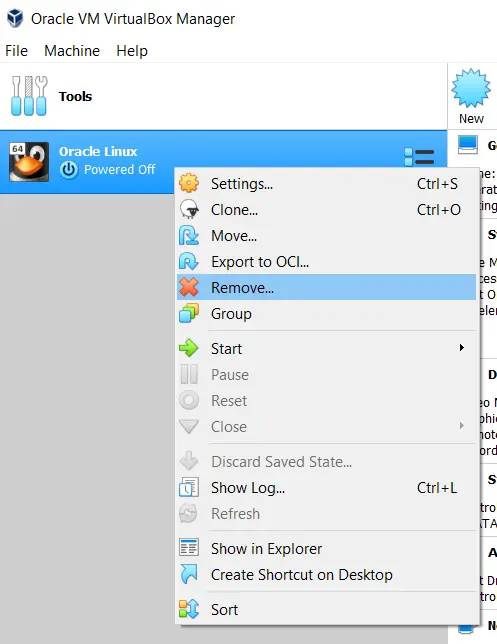 Oracle VM VirtualBox Manager
File Machine Help
Tools
New
64
Oracle Linux
Powered Off
Settings... Ctrl+S
Clone... Ctrl+O
Move...
Export to OCI...
Remove...
Group
Start
Pause
Reset
Close
Discard Saved State...
Show Log... Ctrl+L
Refresh
Show in Explorer
Create Shortcut on Desktop
Sort